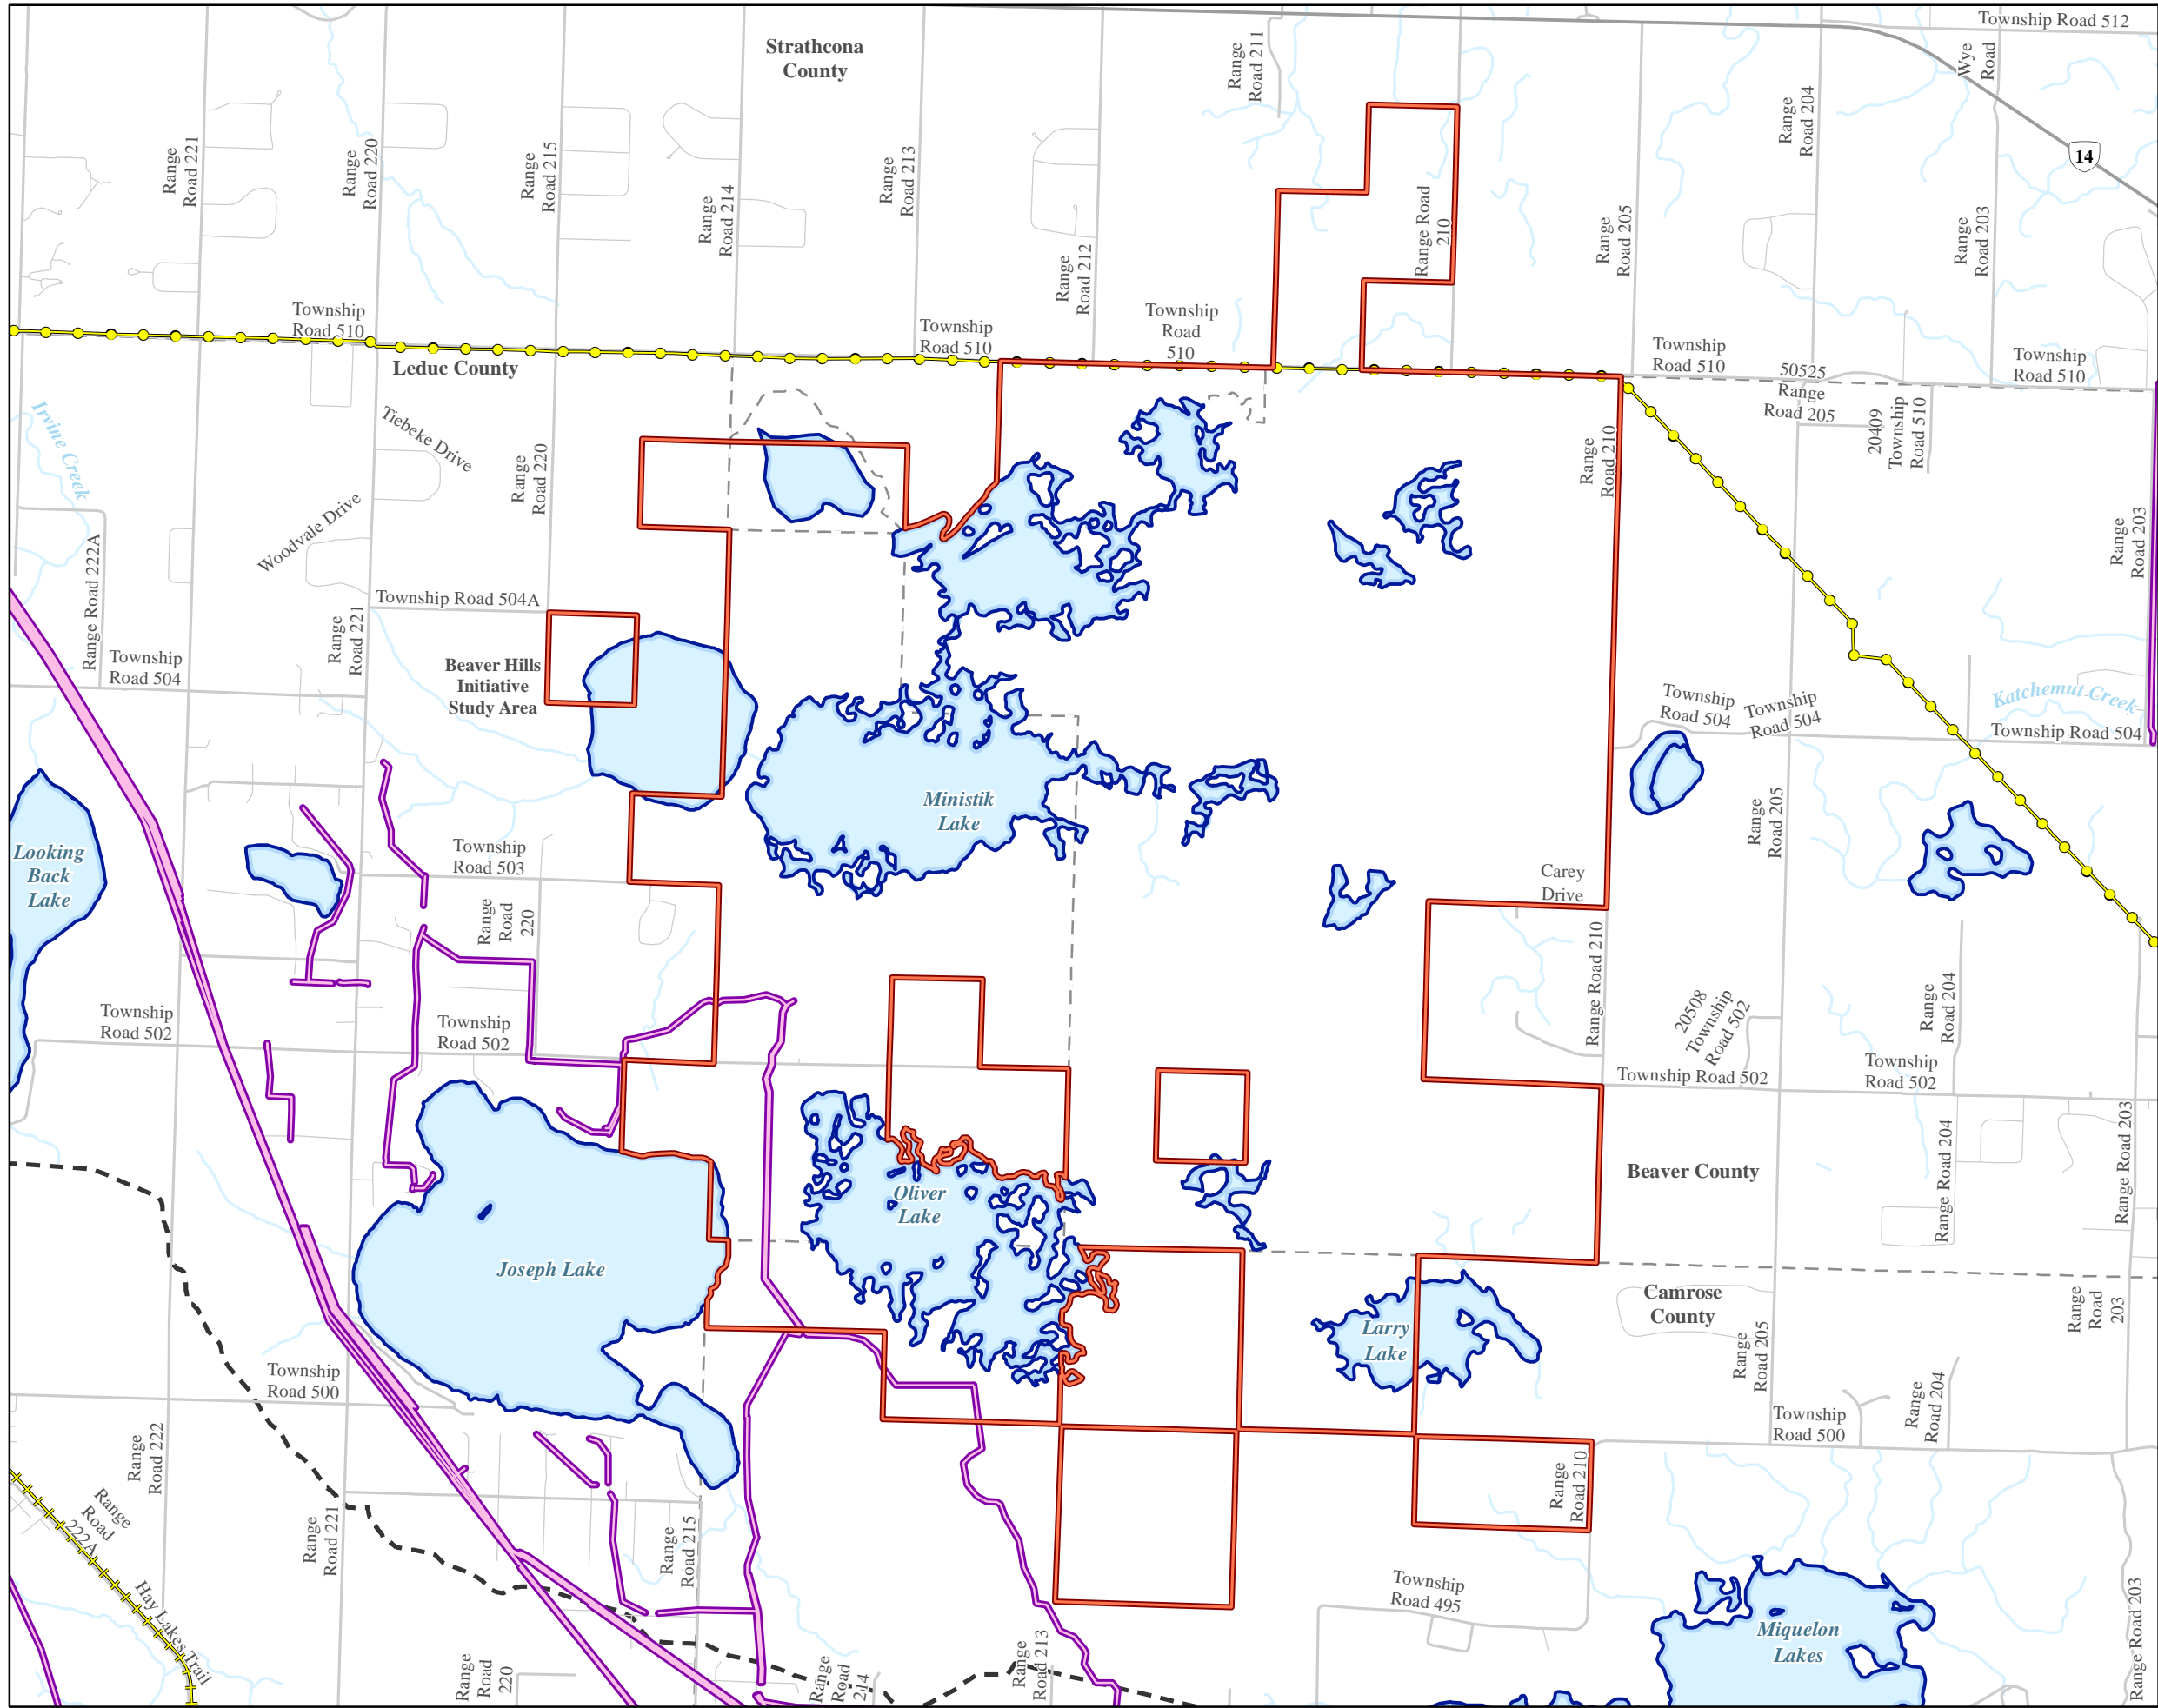 Township Road 512
Strathcona
County
Range
Road 211
Wye
Road
Range
Road 204
14
Range
Road 221
Range
Road 220
Range
Road 215
Range
Road 214
Range
Road 213
Range
Road 212
Range Road
210
Range
Road 205
Range
Road 203
Township
Road 510
Township
Road 510
Township
Road
510
Township
Road 510
50525
Range
Road 205
Township
Road 510
Leduc County
Irvine Creek
Tiebeke Drive
Range
Road 220
Woodvale Drive
Range
Road 210
20409
Township
Road 510
Range
Road 203
Range Road 222A
Township Road 504A
Range
Road 221
Township
Road 504
Beaver Hills
Initiative
Study Area
Township
Road 504
Township
Road 504
Katchemut Creek
Township Road 504
Ministik
Lake
Range
Road 205
Looking
Back
Lake
Township
Road 503
Carey
Drive
Range
Road
220
Range Road 210
Range
Road 204
20508
Township
Road 502
Township
Road 502
Township
Road 502
Township Road 502
Township
Road 502
Range Road 204
Range Road 203
Beaver County
Oliver
Lake
Joseph Lake
Camrose
County
Range
Road
203
Larry
Lake
Range
Road 205
Township
Road 500
Range
Road 204
Township
Road 500
Range
Road 222
Range
Road 210
Range
Road
222A
Range
Road 221
Range
Road 215
Township
Road 495
Hay Lakes Trail
Miquelon
Lakes
Range Road 203
Range
Road
220
Range
Road
214
Range
Road 213